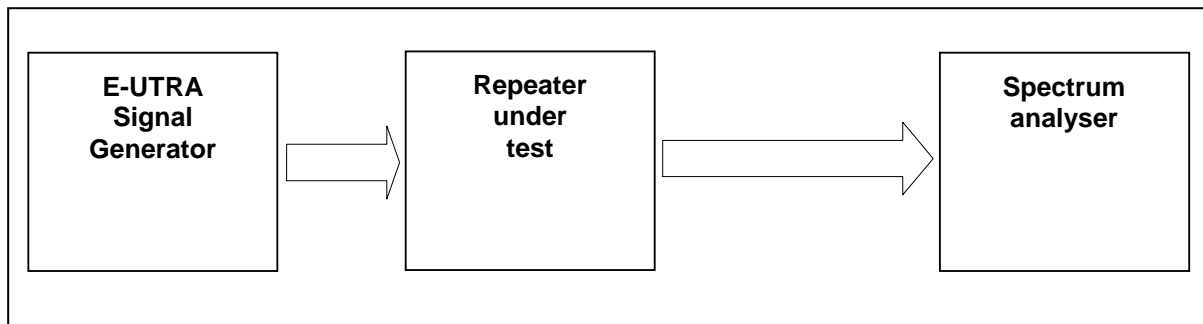 E-UTRA
Signal
Generator
Repeater
under
test
Spectrum
analyser